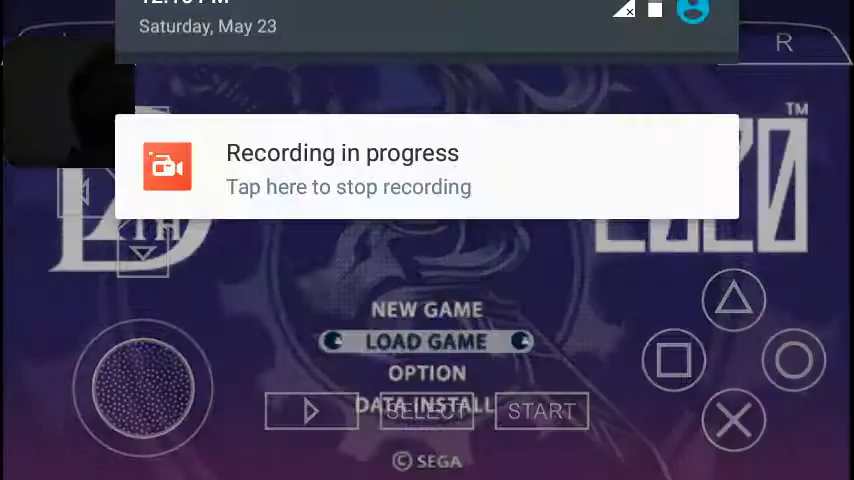 Saturday, May 23
R
Recording in progress
Tap here to stop recording
TM
TH
NEW GAME
LOAD GAME
OPTION
DATA INSTALL
SELECT
START
© SEGA